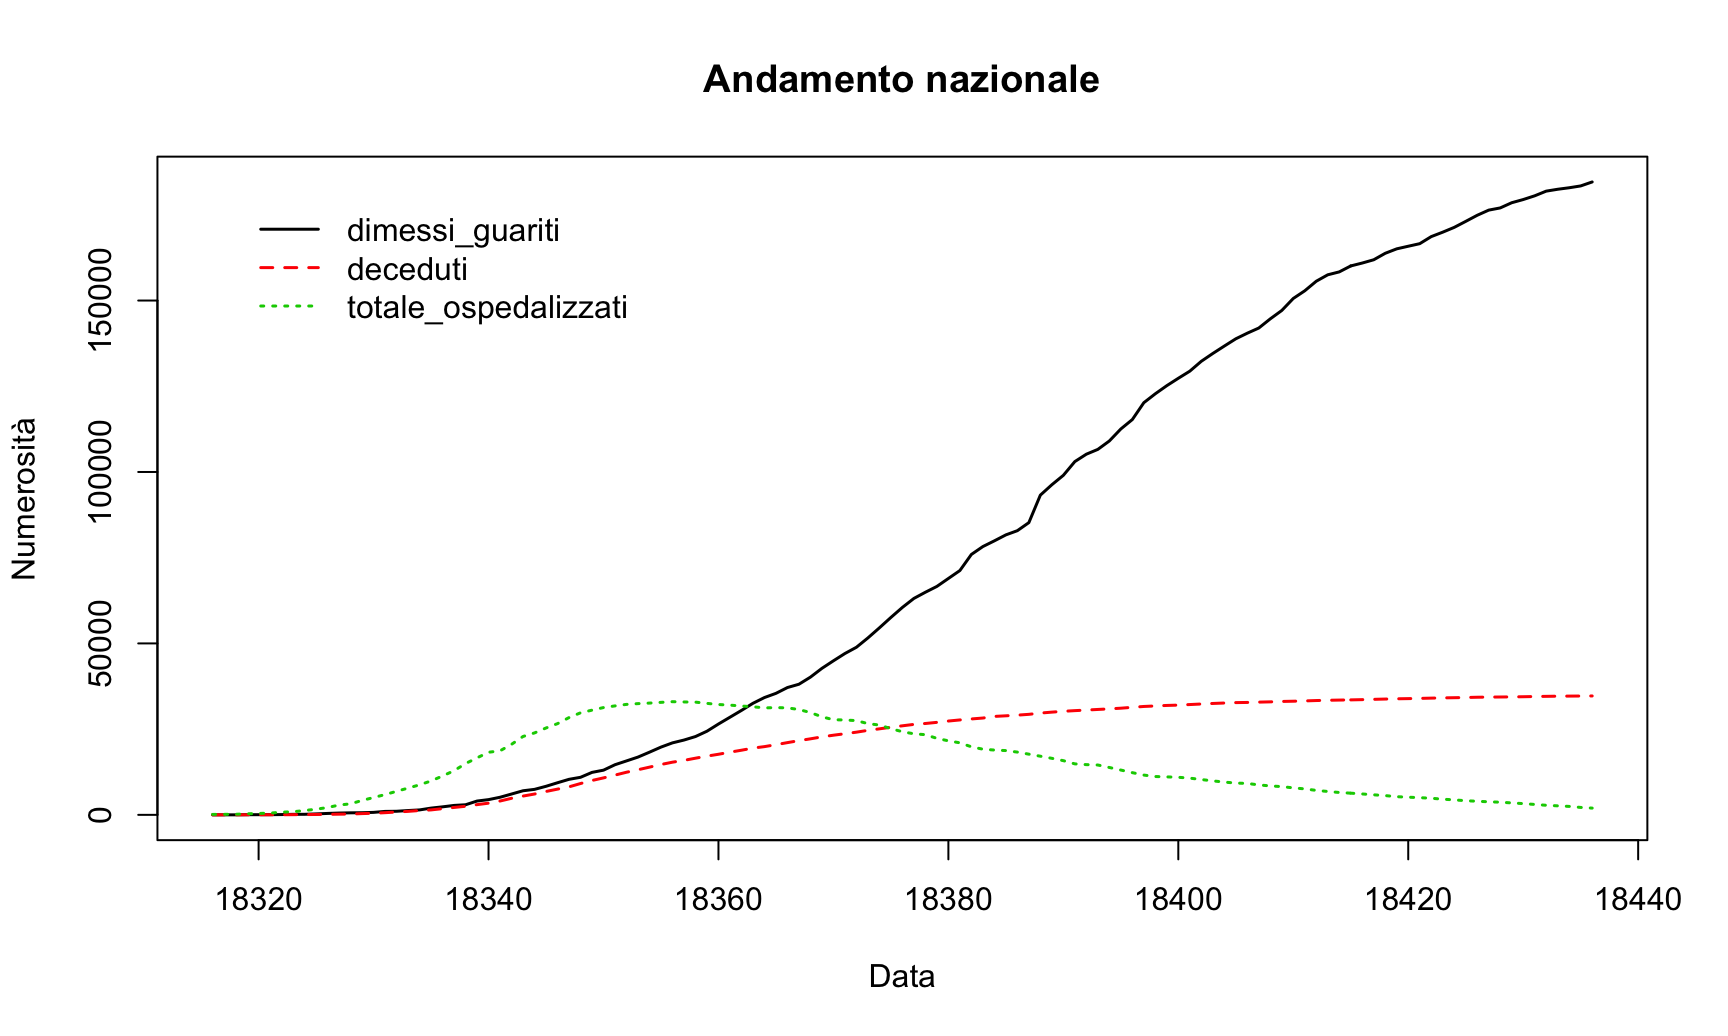 Andamento nazionale
dimessi_guariti
deceduti
totale_ospedalizzati
Numerosità
150000
100000
50000
0
18320 18340 18360 18380 18400 18420 18440
Data